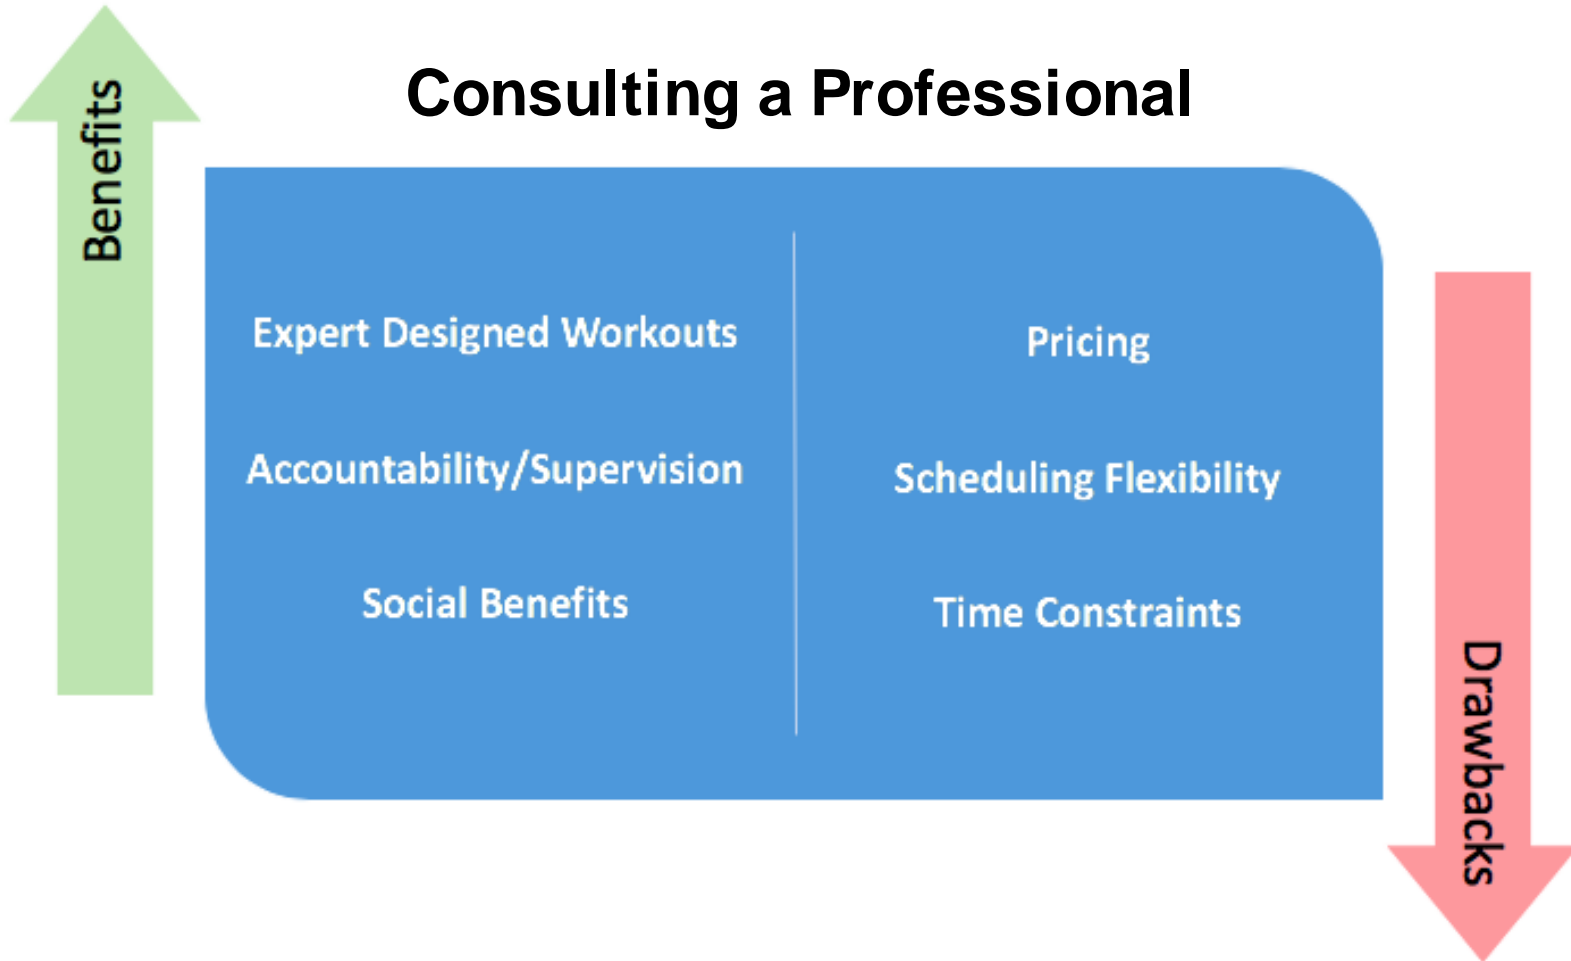 Consulting a Professional
Benefits
Expert Designed Workouts
Accountability/Supervision
Social Benefits
Pricing
Scheduling Flexibility
Time Constraints
Drawbacks